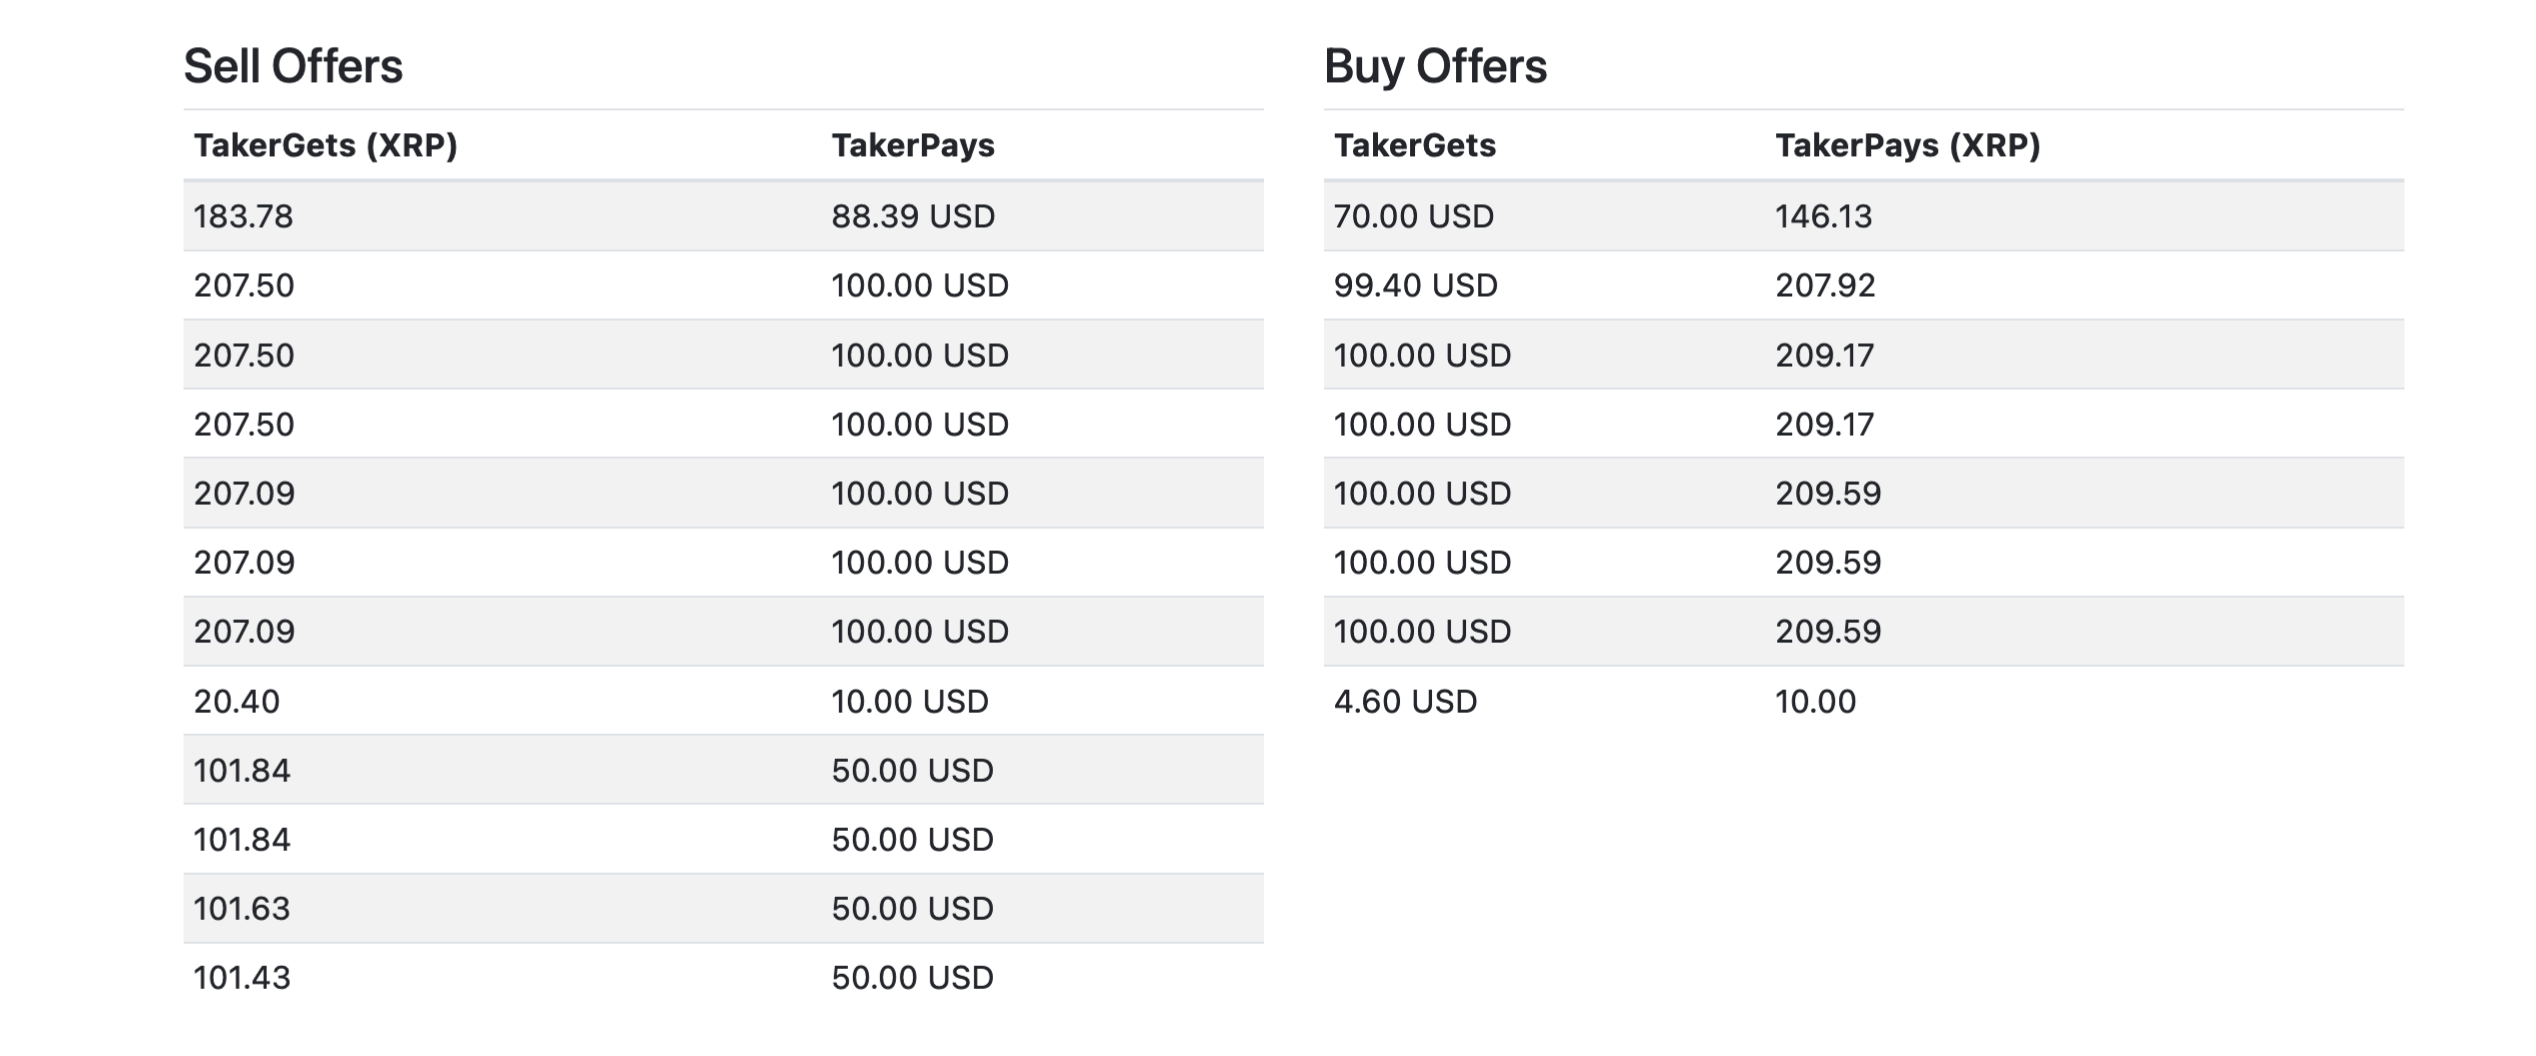 Sell Offers
TakerGets (XRP) TakerPays
183.78 88.39 USD
207.50 100.00 USD
207.50 100.00 USD
207.50 100.00 USD
207.09 100.00 USD
207.09 100.00 USD
207.09 100.00 USD
20.40 10.00 USD
101.84 50.00 USD
101.84 50.00 USD
101.63 50.00 USD
101.43 50.00 USD
Buy Offers
TakerGets TakerPays (XRP)
70.00 USD 146.13
99.40 USD 207.92
100.00 USD 209.17
100.00 USD 209.17
100.00 USD 209.59
100.00 USD 209.59
100.00 USD 209.59
4.60 USD 10.00